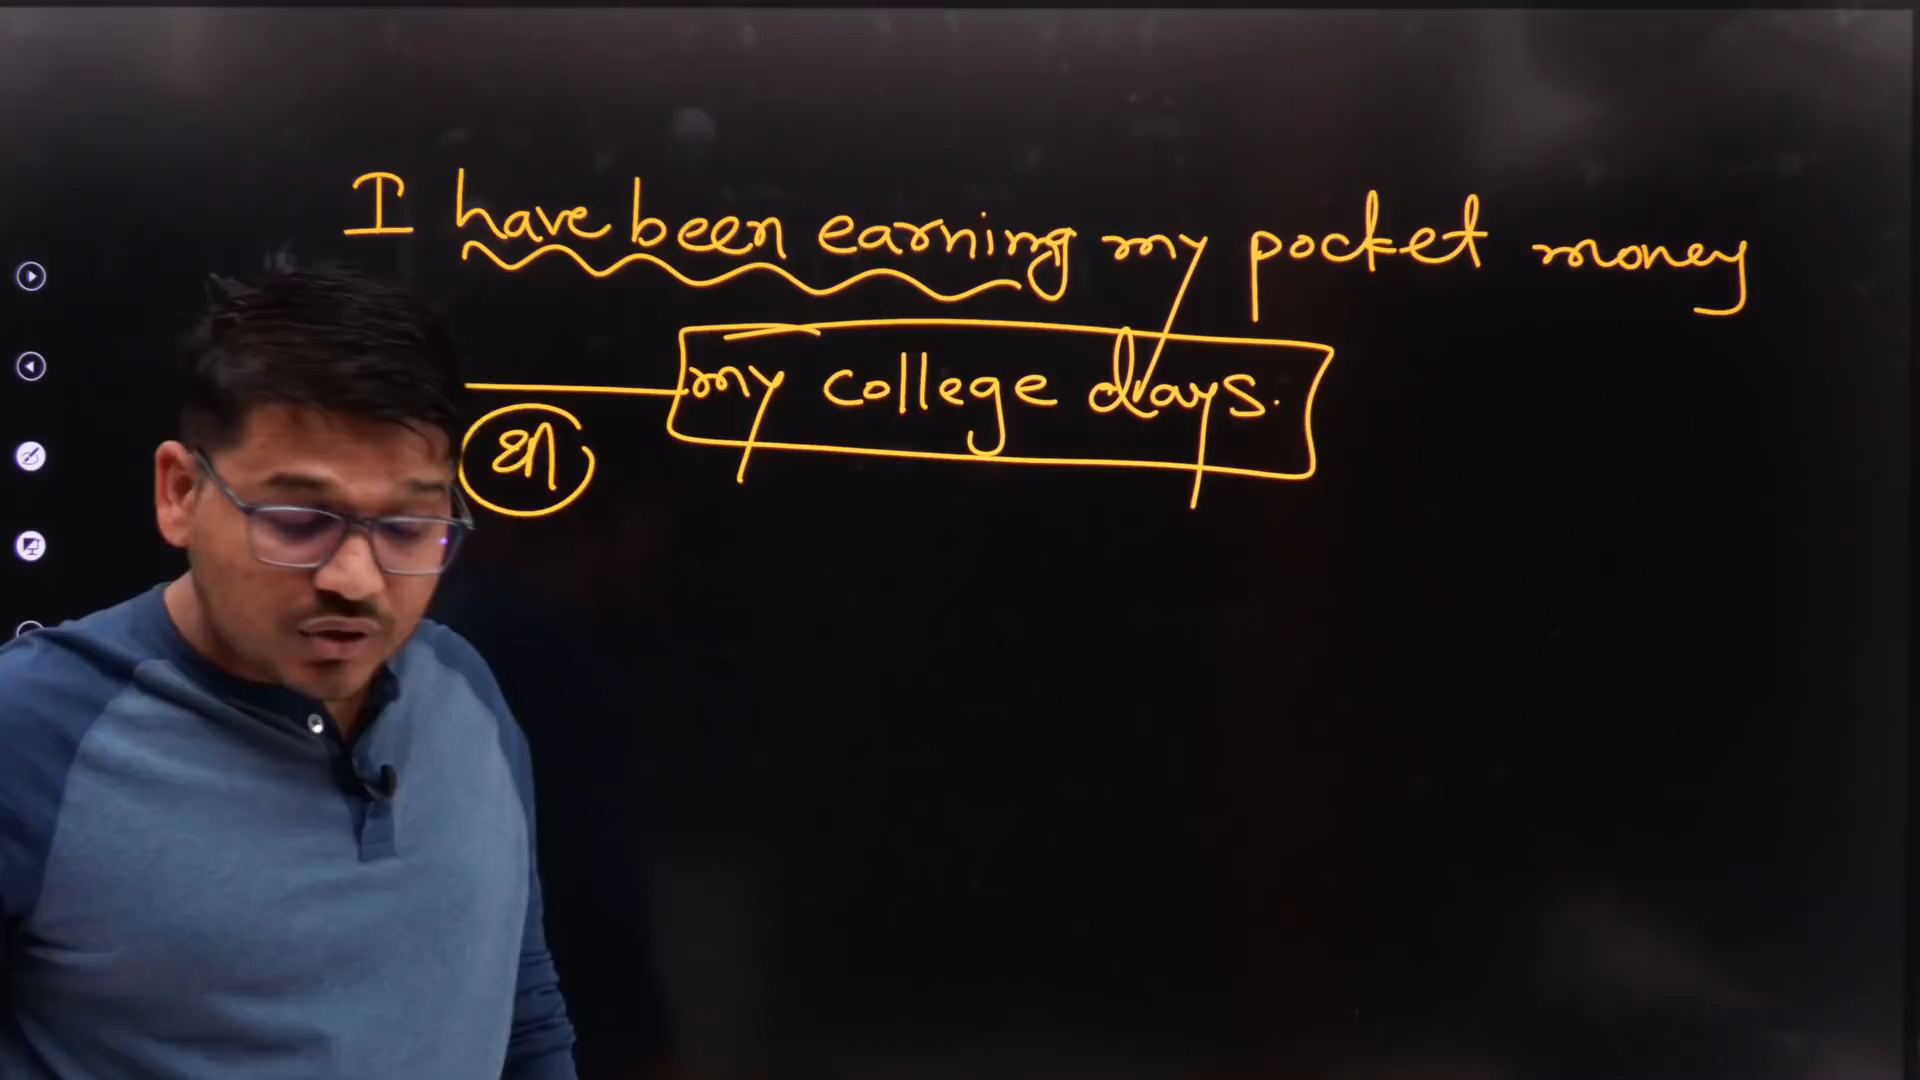 I have been earning my pocket money
my college days.
थी